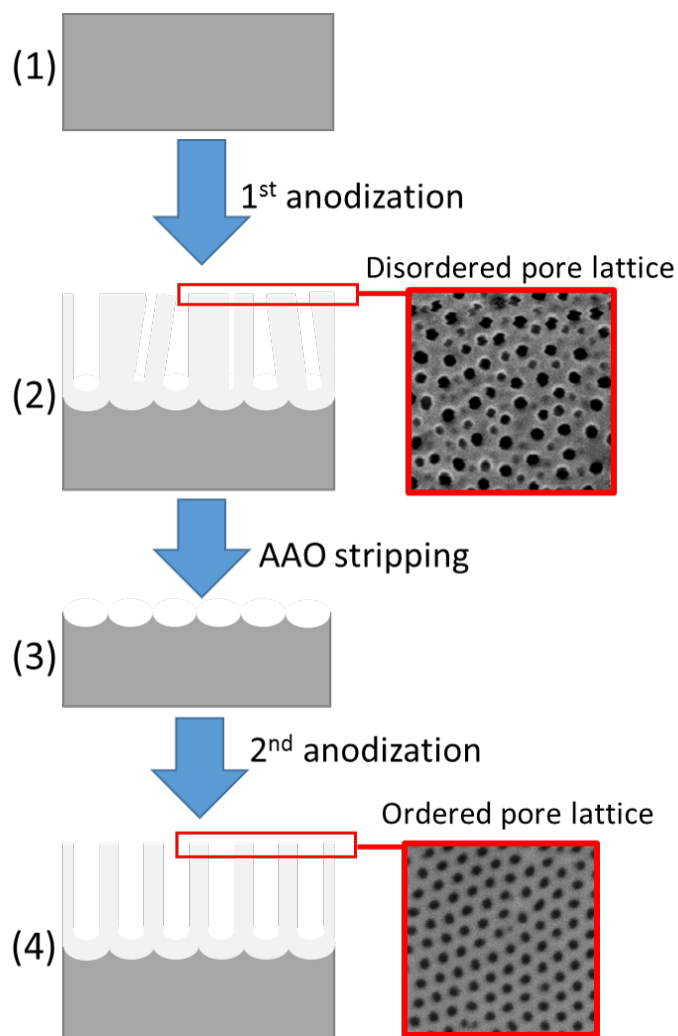 (1)
1st anodization
Disordered pore lattice
(2)
AAO stripping
(3)
2nd anodization
Ordered pore lattice
(4)